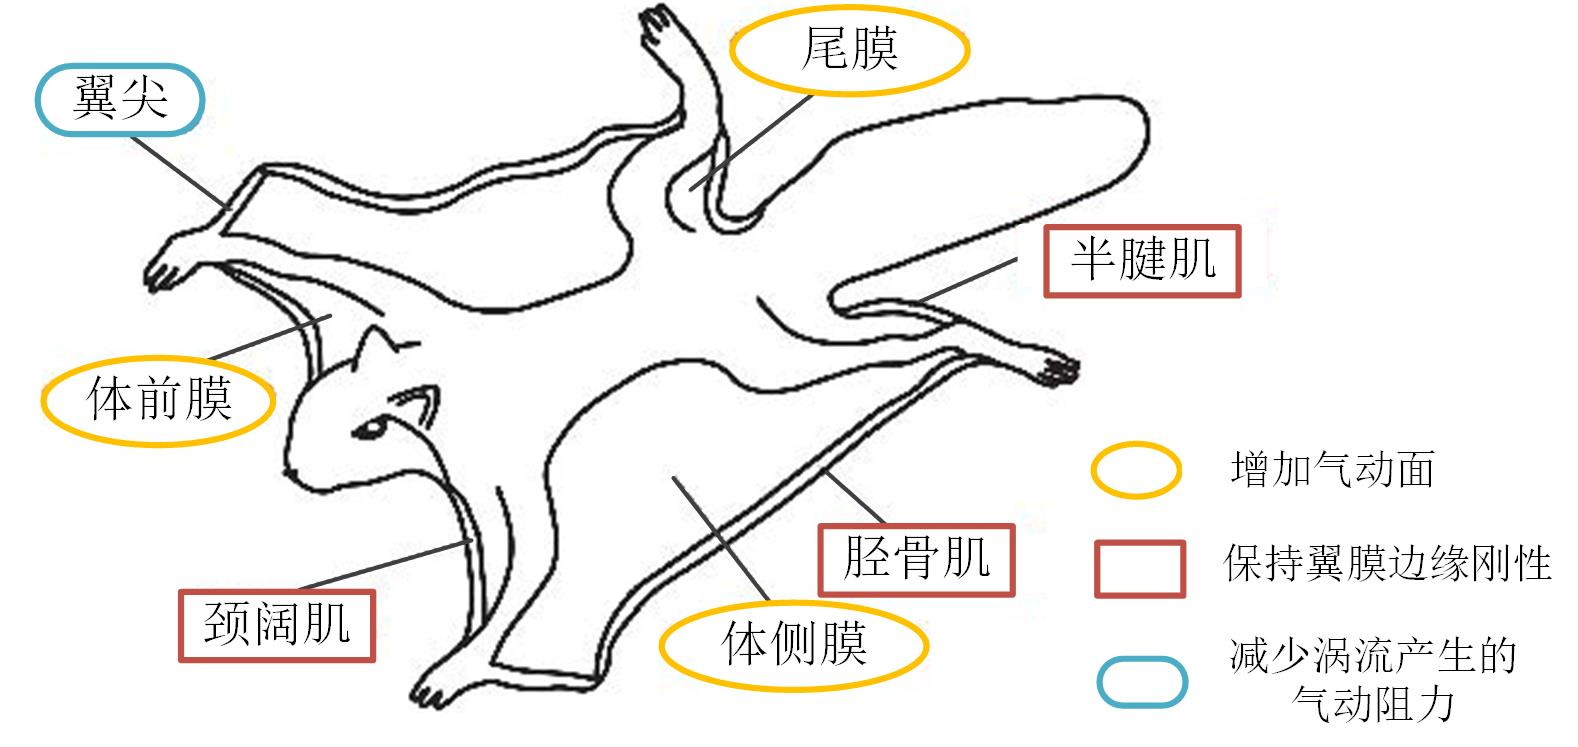 尾膜
翼尖
半腱肌
体前膜
增加气动面
胫骨肌
保持翼膜边缘刚性
颈阔肌
体侧膜
减少涡流产生的
气动阻力